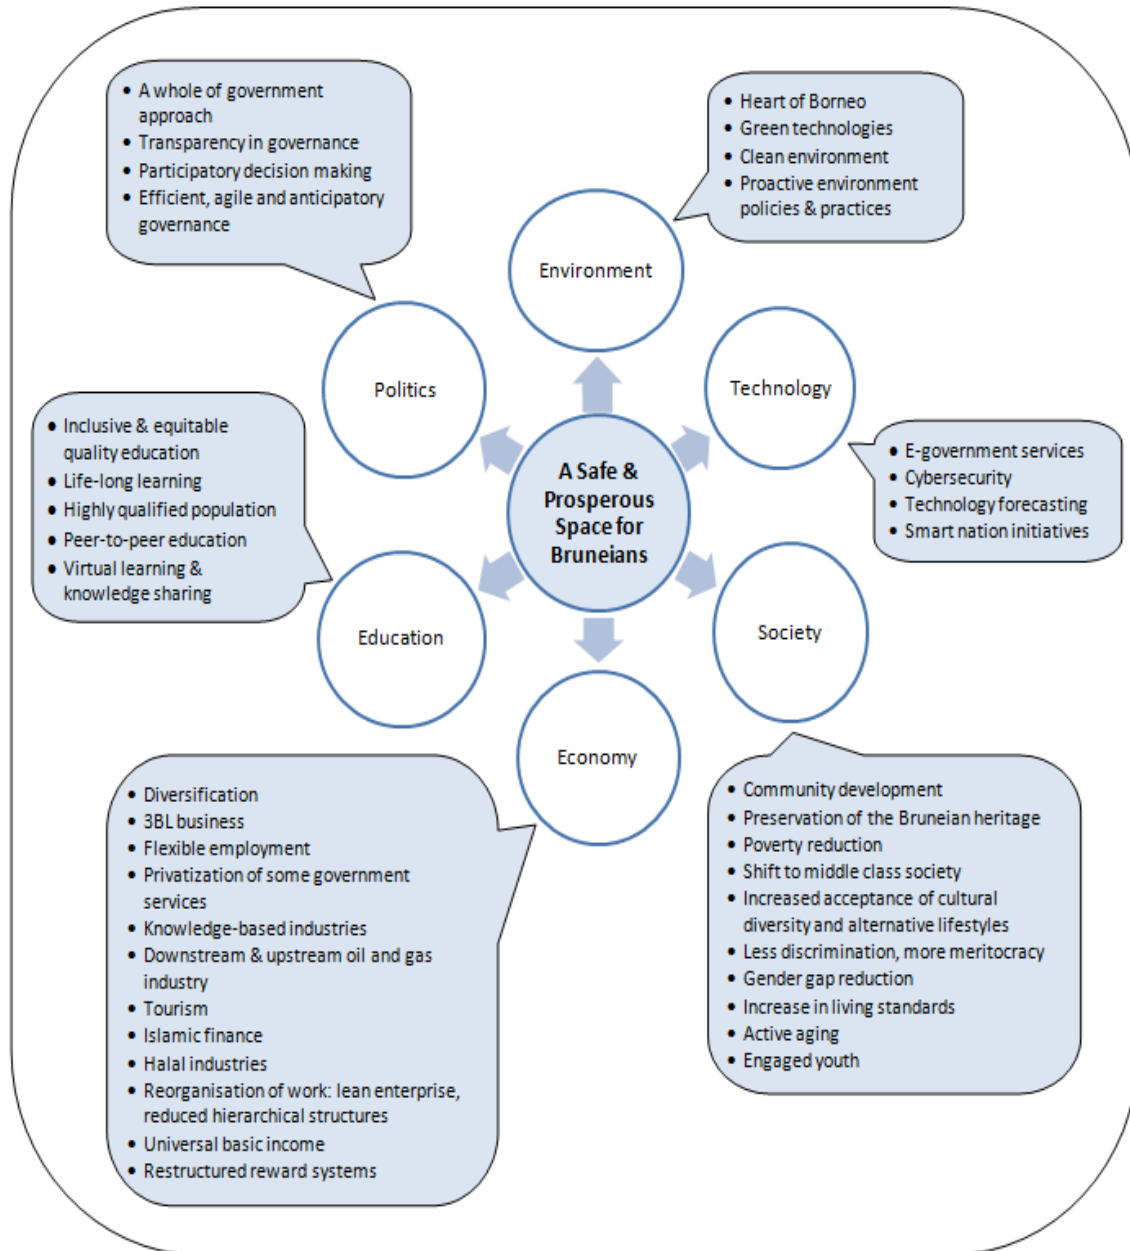 • A whole of government
approach
• Transparency in governance
• Participatory decision making
• Efficient, agile and anticipatory
governance
• Heart of Borneo
• Green technologies
• Clean environment
• Proactive environment
policies & practices
Environment
Politics
Technology
• Inclusive & equitable
quality education
• Life-long learning
• Highly qualified population
• Peer-to-peer education
• Virtual learning &
knowledge sharing
A Safe &
Prosperous
Space for
Bruneians
• E-government services
• Cybersecurity
• Technology forecasting
• Smart nation initiatives
Education
Society
Economy
• Diversification
• 3BL business
• Flexible employment
• Privatization of some government
services
• Knowledge-based industries
• Downstream & upstream oil and gas
industry
• Tourism
• Islamic finance
• Halal industries
• Reorganisation of work: lean enterprise,
reduced hierarchical structures
• Universal basic income
• Restructured reward systems
• Community development
• Preservation of the Bruneian heritage
• Poverty reduction
• Shift to middle class society
• Increased acceptance of cultural
diversity and alternative lifestyles
• Less discrimination, more meritocracy
• Gender gap reduction
• Increase in living standards
• Active aging
• Engaged youth